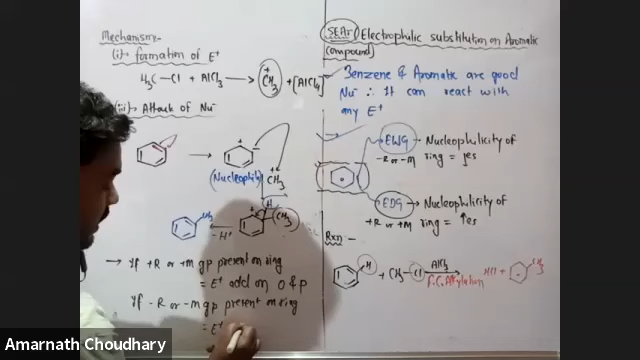 Mechanism:-
(i) formation of E⁺
H₃C—Cl + AlCl₃ → CH₃⁺ + [AlCl₄]⁻
(ii) Attack of Nu⁻
(Nucleophile)
+
CH₃
H
CH₃
-H⁺
CH₃
→ If +R or +M gp present on ring
= E⁺ add on O & P
If -R or -M gp present on ring
= E⁺
SEAr Electrophilic substitution on Aromatic
compound
Benzene & Aromatic are good
Nu⁻ ∴ It can react with
any E⁺
EWG → Nucleophilicity of
-R or -M ring = ↓es
EDG → Nucleophilicity of
+R or +M ring = ↑es
Rxn —
H + CH₃—Cl AlCl₃ → HCl + CH₃
F.C. Alkylation
Amarnath Choudhary